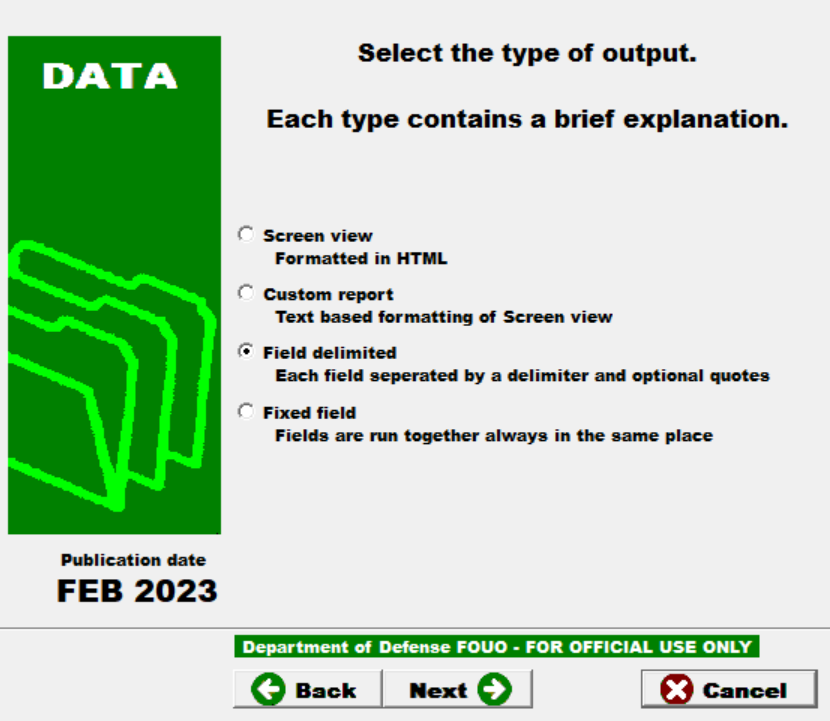 DATA
Select the type of output.
Each type contains a brief explanation.
Screen view
Formatted in HTML
Custom report
Text based formatting of Screen view
Field delimited
Each field seperated by a delimiter and optional quotes
Fixed field
Fields are run together always in the same place
Publication date
FEB 2023
Department of Defense FOUO - FOR OFFICIAL USE ONLY
Back Next Cancel